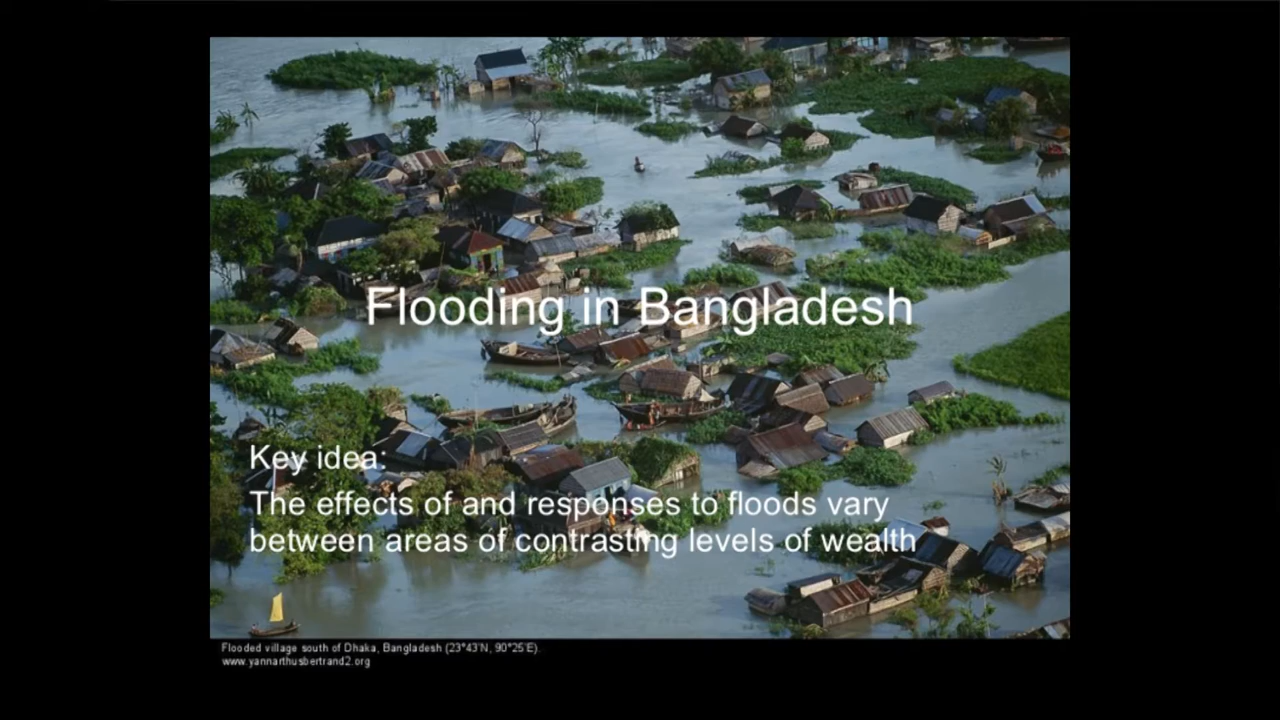 Flooding in Bangladesh
Key idea:
The effects of and responses to floods vary
between areas of contrasting levels of wealth
Flooded village south of Dhaka, Bangladesh (23°43'N, 90°25'E).
www.yannarthusbertrand2.org